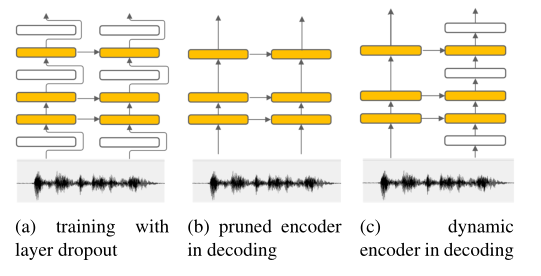 (a) training with
layer dropout
(b) pruned encoder
in decoding
(c) dynamic
encoder in decoding